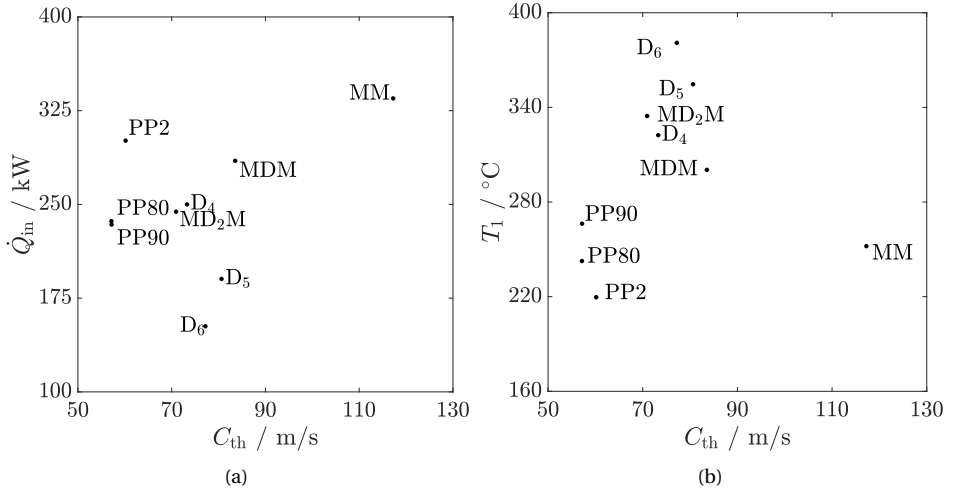 400
325
250
175
100
Q̇in / kW
MM
PP2
MDM
D4
PP80
MD2M
PP90
D5
D6
50 70 90 110 130
Cth / m/s
(a)
400
340
280
220
160
T1 / °C
D6
D5
MD2M
D4
MDM
PP90
PP80
MM
PP2
50 70 90 110 130
Cth / m/s
(b)